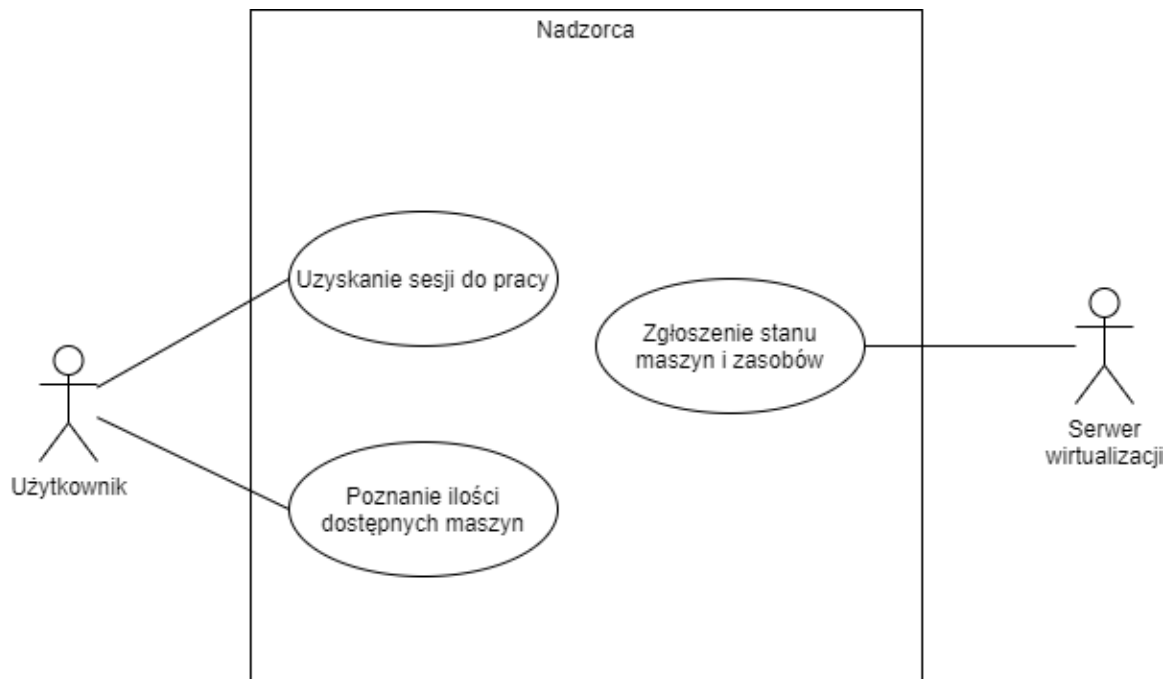 Nadzorca
Uzyskanie sesji do pracy
Zgłoszenie stanu
maszyn i zasobów
Serwer
wirtualizacji
Użytkownik
Poznanie ilości
dostępnych maszyn